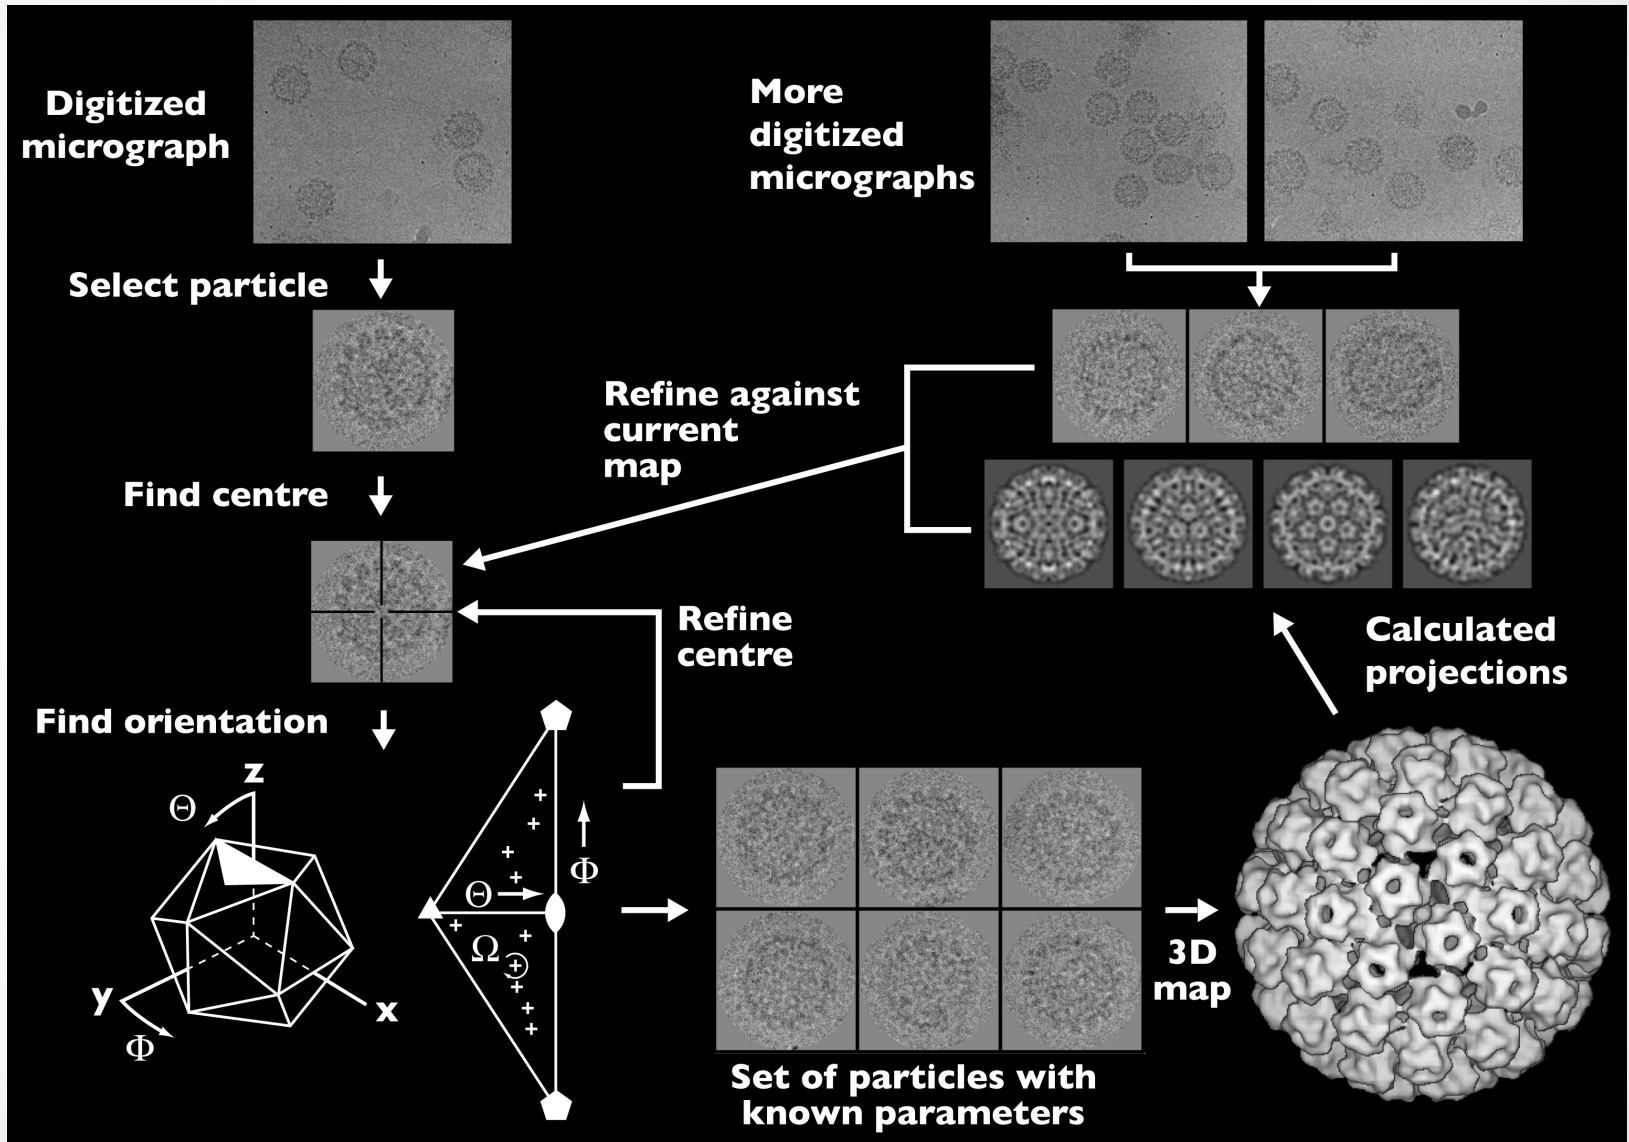 Digitized
micrograph
More
digitized
micrographs
Select particle
Refine against
current
map
Find centre
Refine
centre
Calculated
projections
Find orientation
z
Θ
y
x
Φ
Φ
Θ
Ω
3D
map
Set of particles with
known parameters